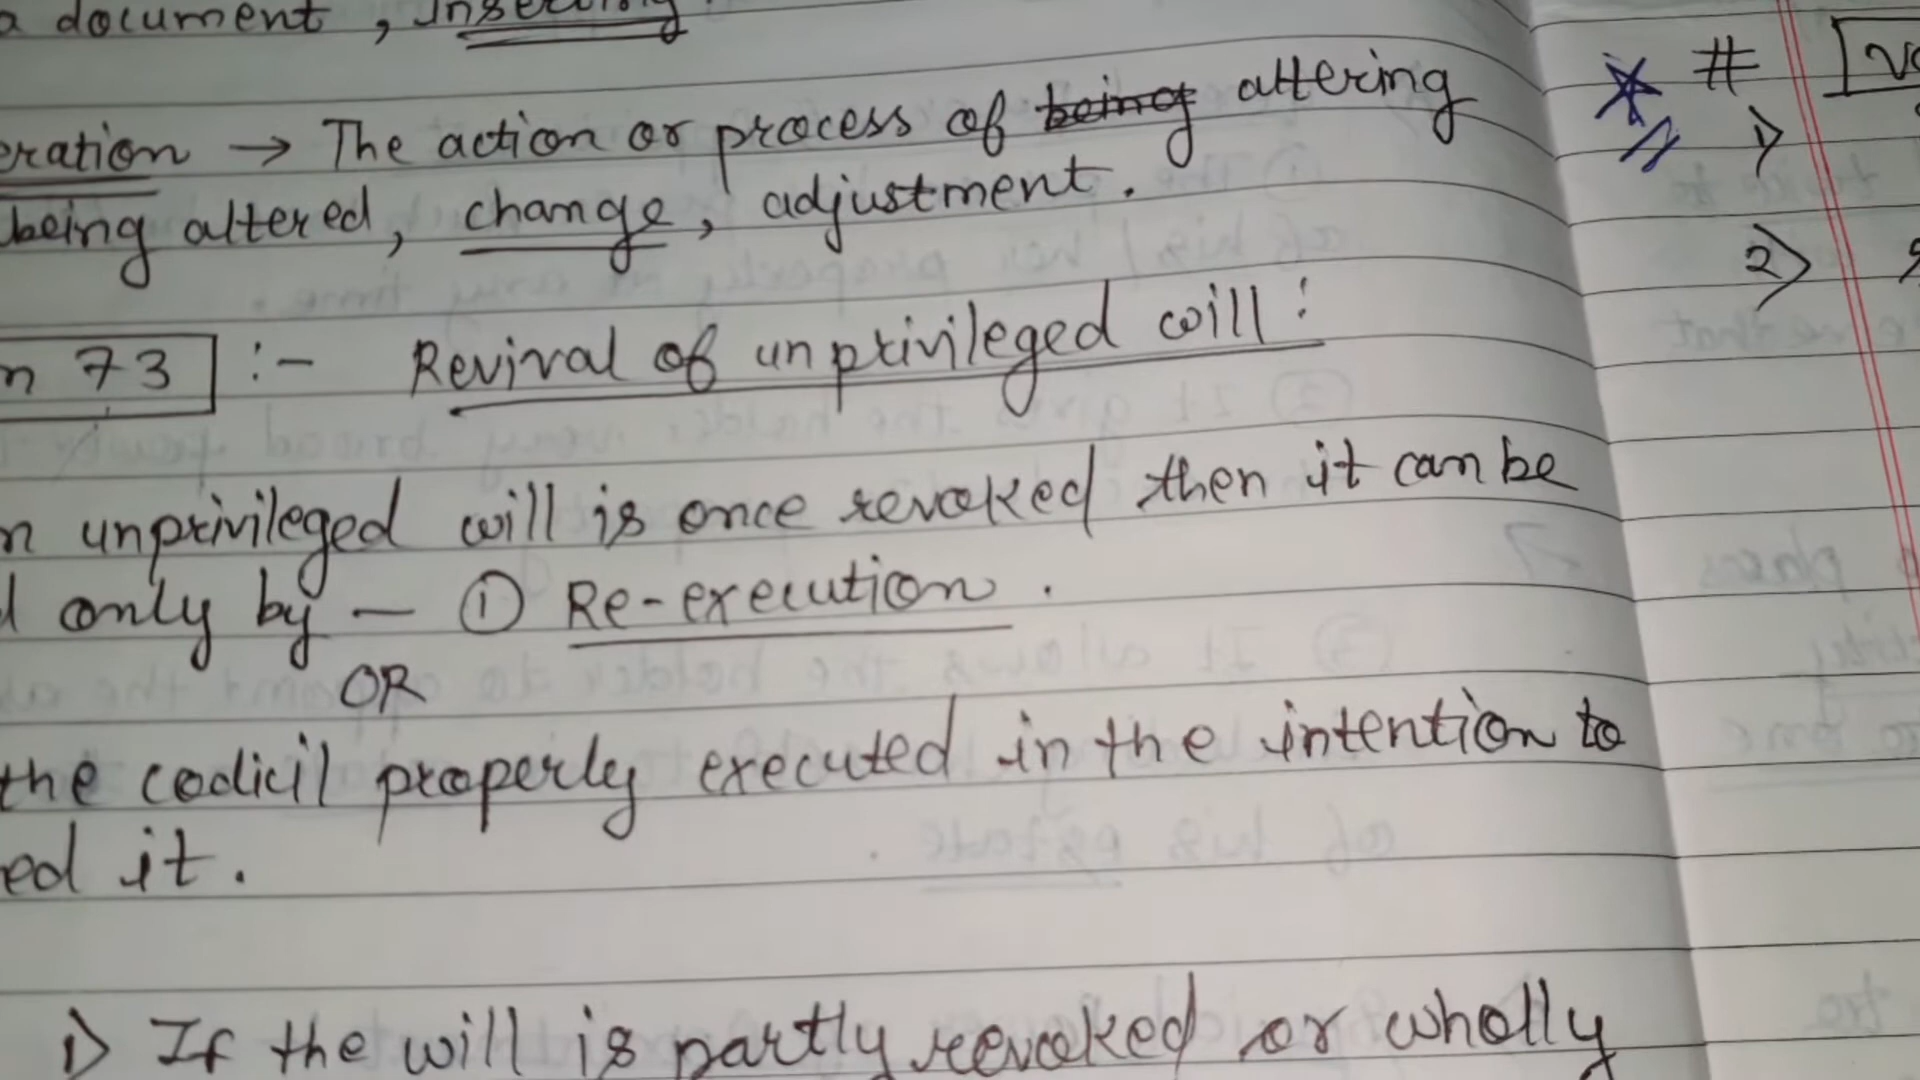 a document, Inserting
eration → The action or process of being altering
being altered, change, adjustment.
n 73 :- Revival of unprivileged will :
n unprivileged will is once revoked then it can be
d only by — ① Re-execution .
OR
the codicil properly executed in the intention to
ed it .
1) If the will is partly revoked or wholly
#
1)
2)